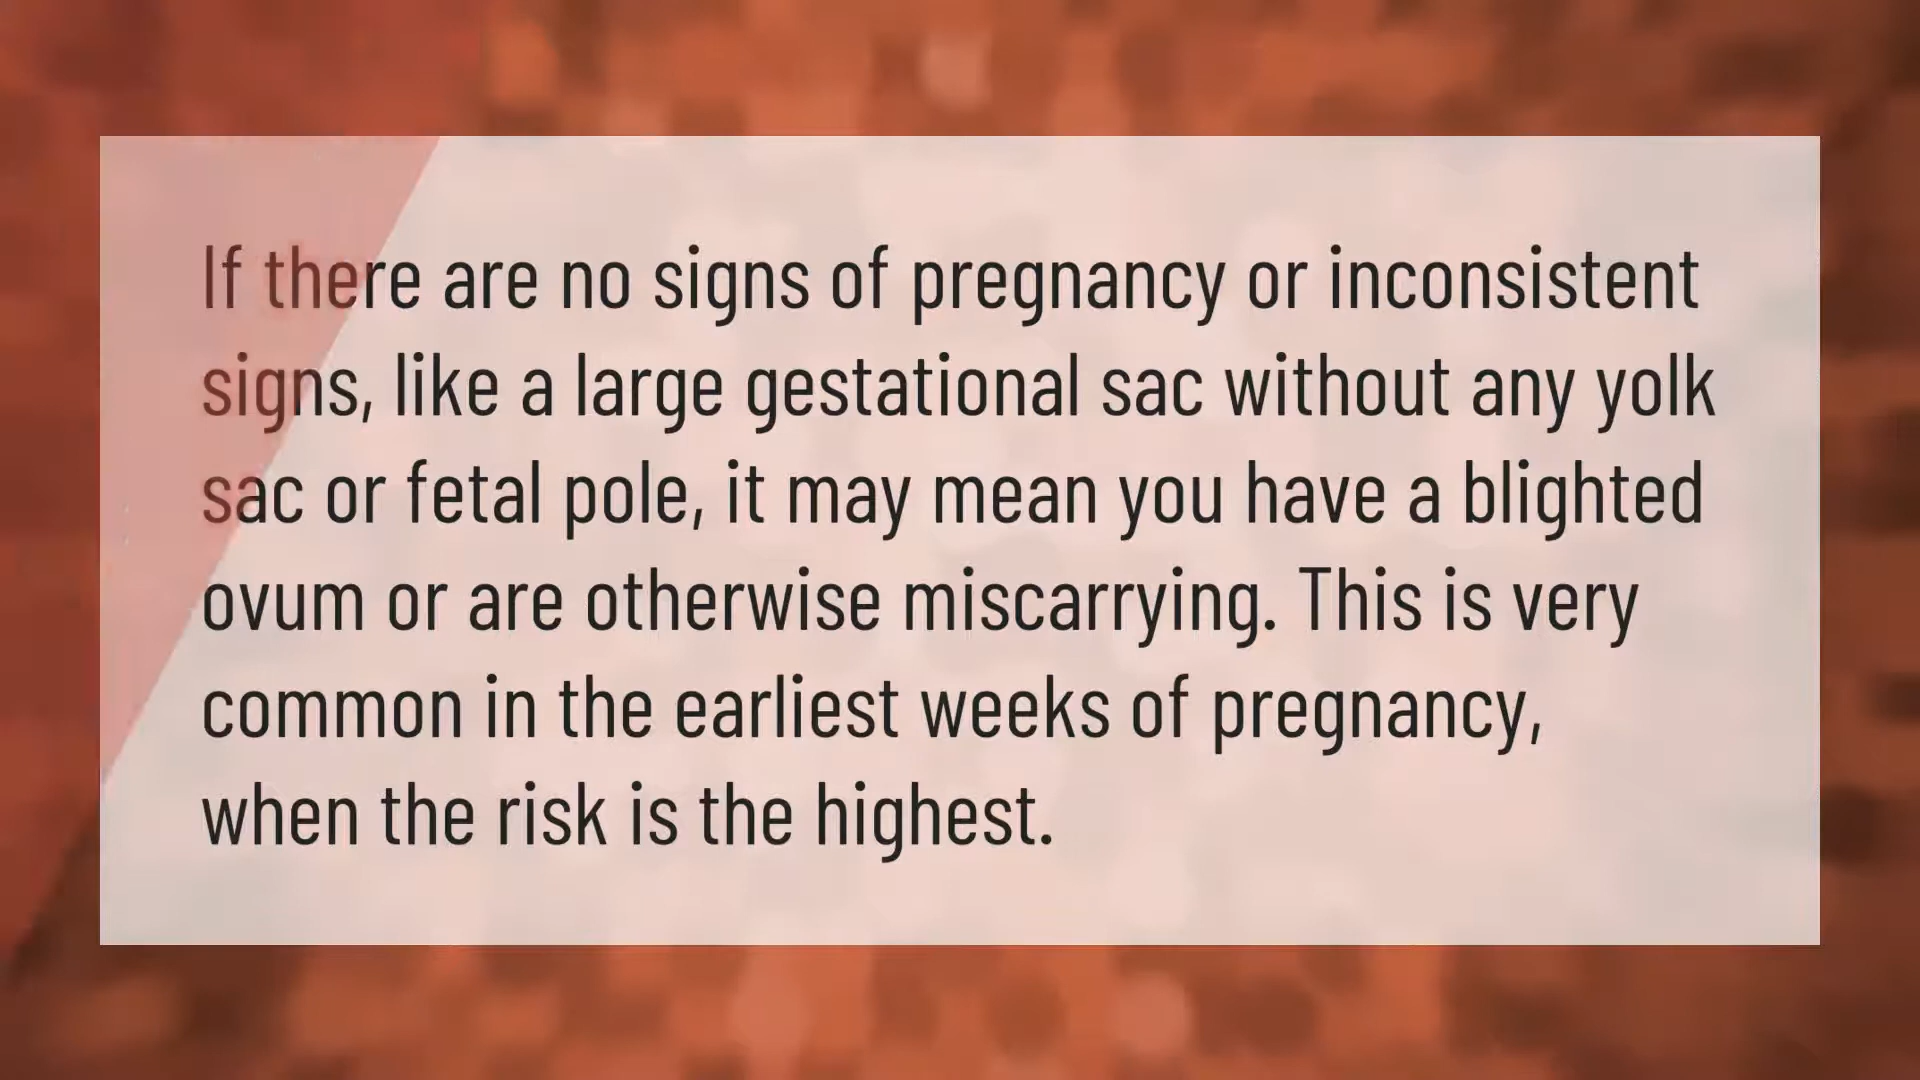 If there are no signs of pregnancy or inconsistent
signs, like a large gestational sac without any yolk
sac or fetal pole, it may mean you have a blighted
ovum or are otherwise miscarrying. This is very
common in the earliest weeks of pregnancy,
when the risk is the highest.